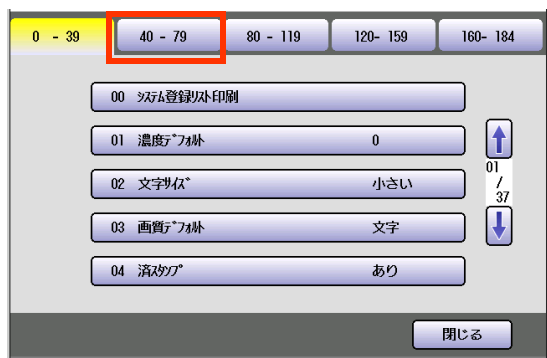 0 - 39 40 - 79 80 - 119 120- 159 160- 184
00 ｼｽﾃﾑ登録ﾘｽﾄ印刷
01 濃度ﾃﾞﾌｫﾙﾄ 0
02 文字ｻｲｽﾞ 小さい
03 画質ﾃﾞﾌｫﾙﾄ 文字
04 済ｽﾀﾝﾌﾟ あり
01
/
37
閉じる